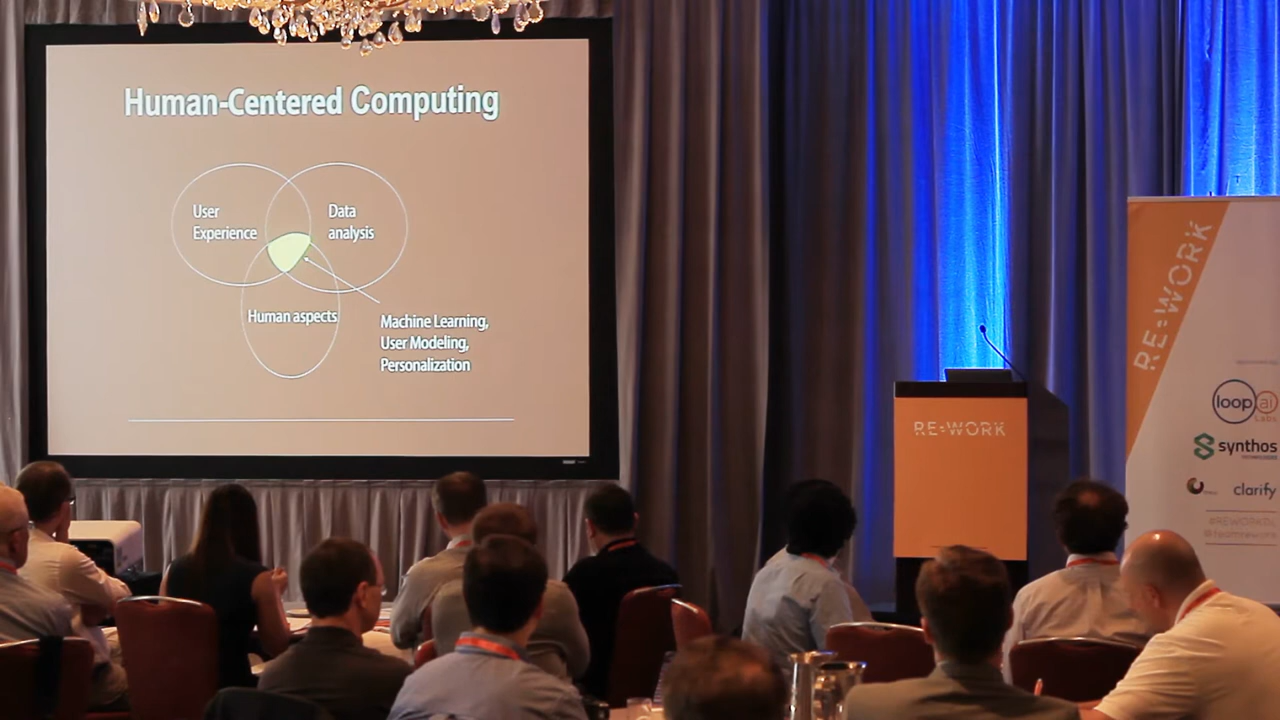 Human-Centered Computing
User
Experience
Data
analysis
Human aspects
Machine Learning,
User Modeling,
Personalization
RE•WORK
RE•WORK
loop ai
Labs
synthos
clarify